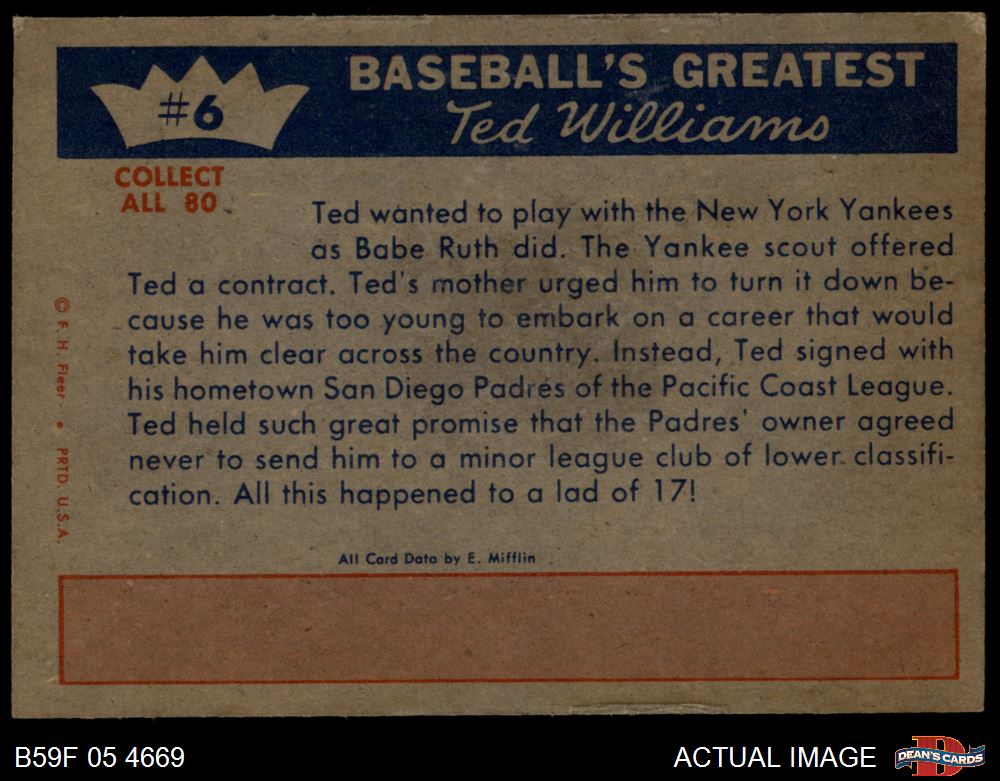 #6
BASEBALL'S GREATEST
Ted Williams
COLLECT
ALL 80
Ted wanted to play with the New York Yankees
as Babe Ruth did. The Yankee scout offered
Ted a contract. Ted's mother urged him to turn it down be-
cause he was too young to embark on a career that would
take him clear across the country. Instead, Ted signed with
his hometown San Diego Padres of the Pacific Coast League.
Ted held such great promise that the Padres' owner agreed
never to send him to a minor league club of lower classifi-
cation. All this happened to a lad of 17!
© F. H. Fleer • PRTD. U.S.A.
All Card Data by E. Mifflin
B59F 05 4669
ACTUAL IMAGE
D
DEAN'S CARDS